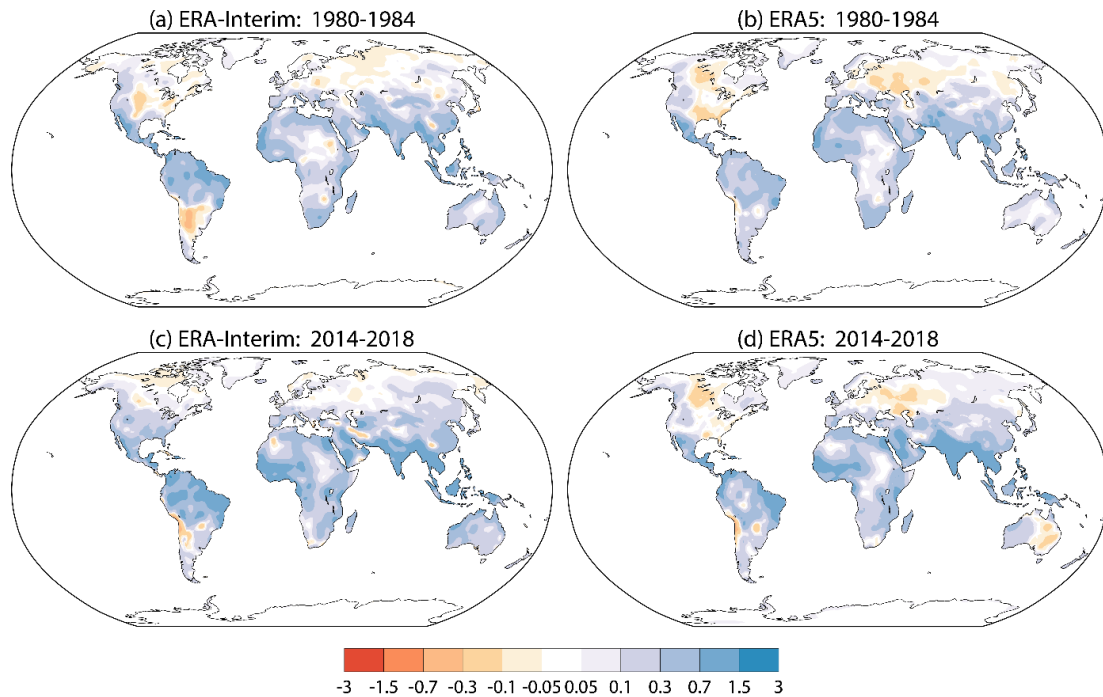 (a) ERA-Interim: 1980-1984
(b) ERA5: 1980-1984
(c) ERA-Interim: 2014-2018
(d) ERA5: 2014-2018
-3 -1.5 -0.7 -0.3 -0.1 -0.05 0.05 0.1 0.3 0.7 1.5 3